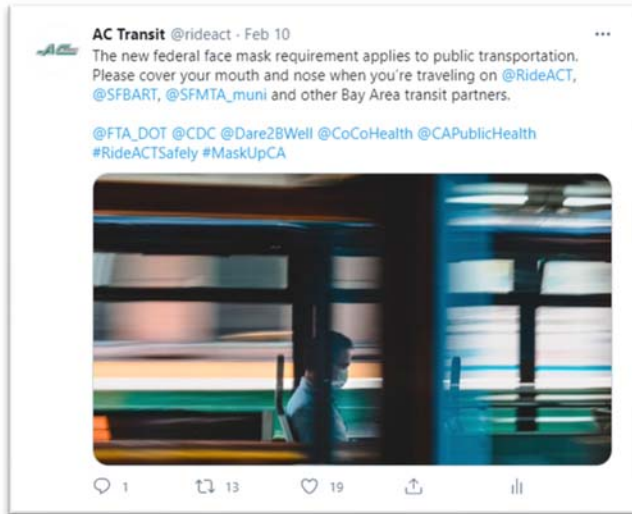 AC Transit @rideact · Feb 10
The new federal face mask requirement applies to public transportation.
Please cover your mouth and nose when you're traveling on @RideACT,
@SFBART, @SFMTA_muni and other Bay Area transit partners.
@FTA_DOT @CDC @Dare2BWell @CoCoHealth @CAPublicHealth
#RideACTSafely #MaskUpCA
1 13 19